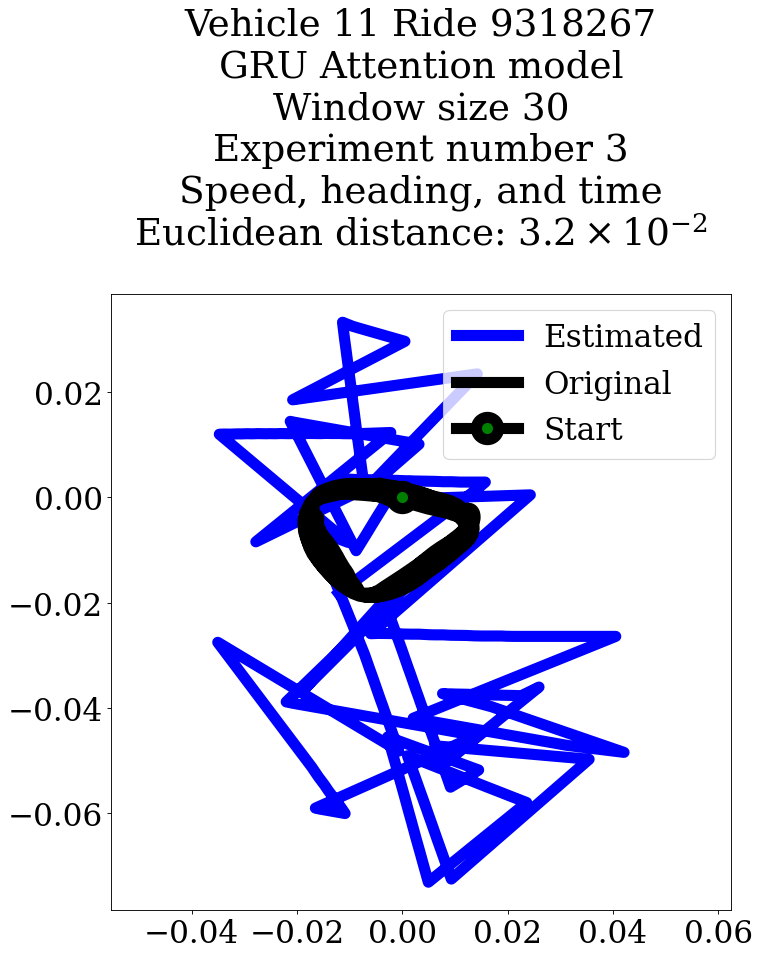 Vehicle 11 Ride 9318267
GRU Attention model
Window size 30
Experiment number 3
Speed, heading, and time
Euclidean distance: 3.2 × 10⁻²
Estimated
Original
Start
0.02
0.00
−0.02
−0.04
−0.06
−0.04 −0.02 0.00 0.02 0.04 0.06